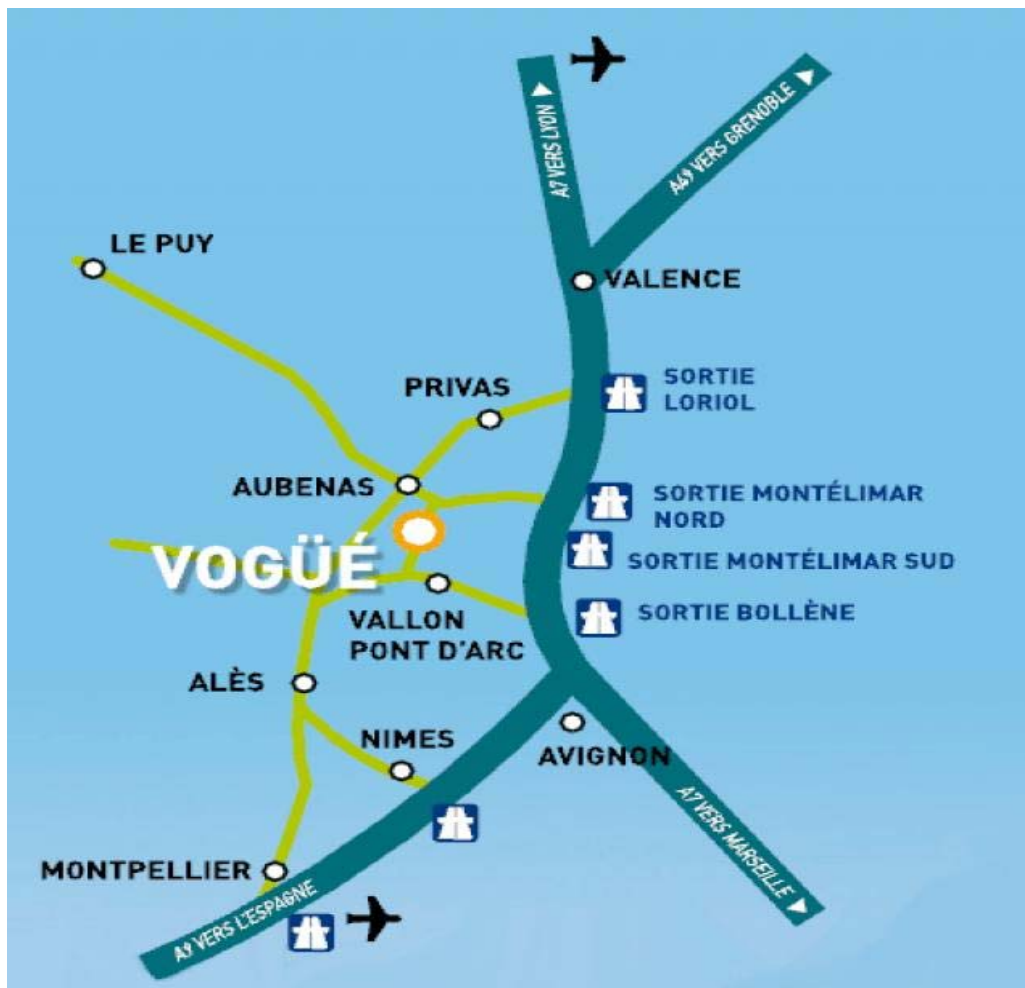 A7 VERS LYON
A49 VERS GRENOBLE
LE PUY
VALENCE
PRIVAS
SORTIE
LORIOL
AUBENAS
SORTIE MONTÉLIMAR
NORD
VOGÜÉ
SORTIE MONTÉLIMAR SUD
SORTIE BOLLÈNE
VALLON
PONT D'ARC
ALÈS
NIMES
AVIGNON
A7 VERS MARSEILLE
MONTPELLIER
A9 VERS L'ESPAGNE